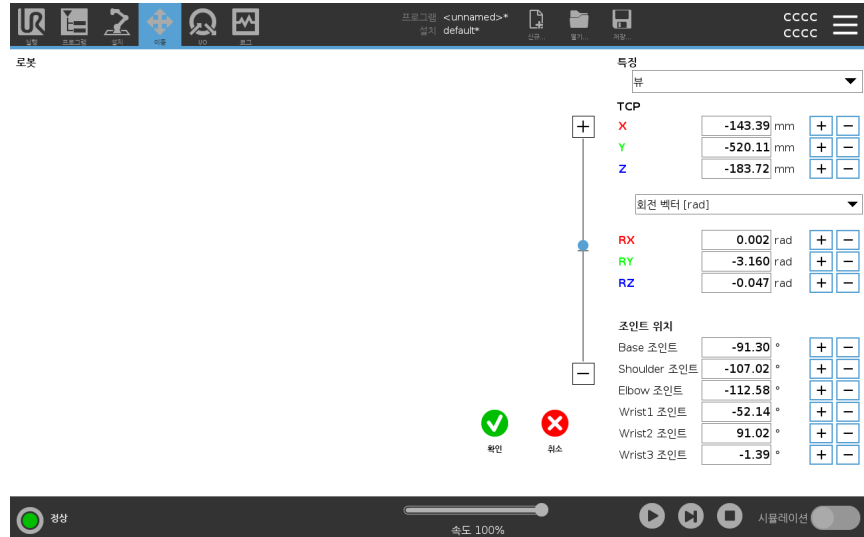 UR
실행
프로그램
설치
이동
I/O
로그
프로그램 <unnamed>*
설치 default*
신규...
열기...
저장...
CCCC
CCCC
로봇
특징
뷰
TCP
X -143.39 mm + −
Y -520.11 mm + −
Z -183.72 mm + −
회전 벡터 [rad]
RX 0.002 rad + −
RY -3.160 rad + −
RZ -0.047 rad + −
조인트 위치
Base 조인트 -91.30 ° + −
Shoulder 조인트 -107.02 ° + −
Elbow 조인트 -112.58 ° + −
Wrist1 조인트 -52.14 ° + −
Wrist2 조인트 91.02 ° + −
Wrist3 조인트 -1.39 ° + −
+
−
확인
취소
정상
속도 100%
시뮬레이션